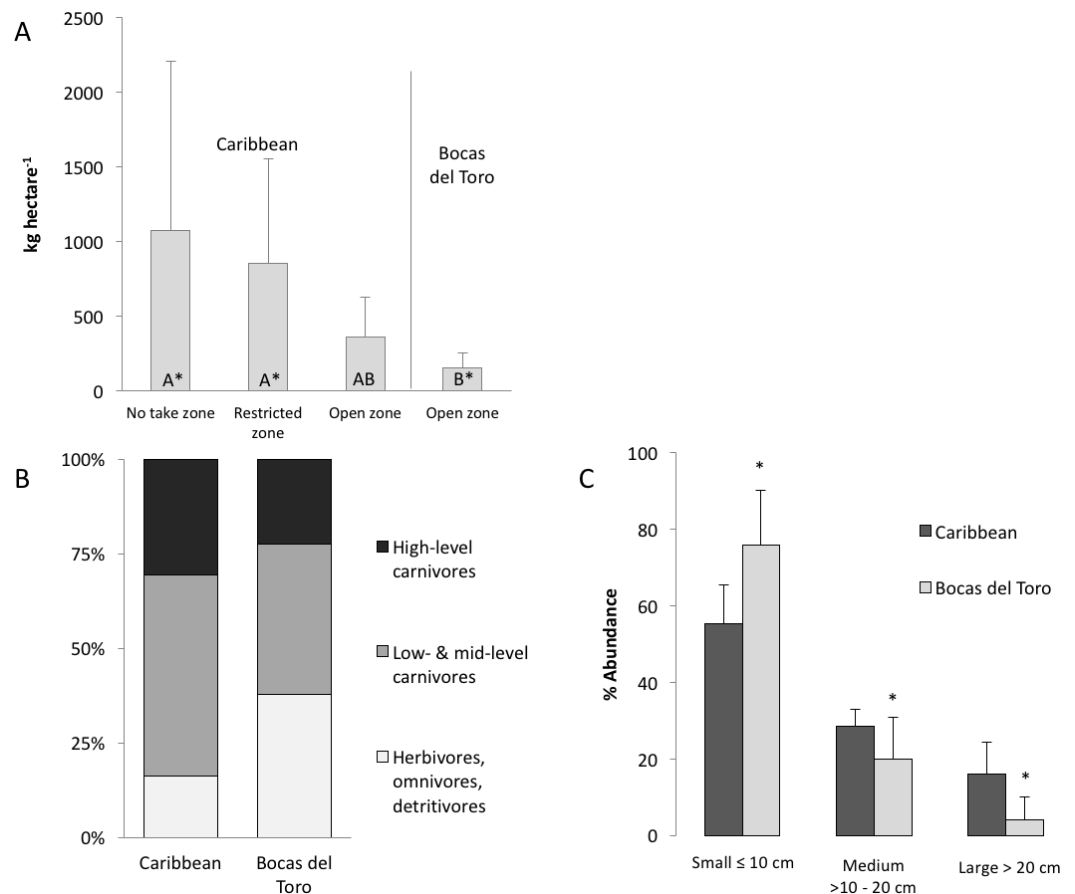 A
2500
2000
1500
1000
500
0
kg hectare⁻¹
Caribbean
Bocas
del Toro
A*
A*
AB
B*
No take zone
Restricted
zone
Open zone
Open zone
B
100%
75%
50%
25%
0%
Caribbean
Bocas del
Toro
High-level
carnivores
Low- & mid-level
carnivores
Herbivores,
omnivores,
detritivores
C
100
80
60
40
20
0
% Abundance
*
*
*
Caribbean
Bocas del Toro
Small ≤ 10 cm
Medium
>10 - 20 cm
Large > 20 cm